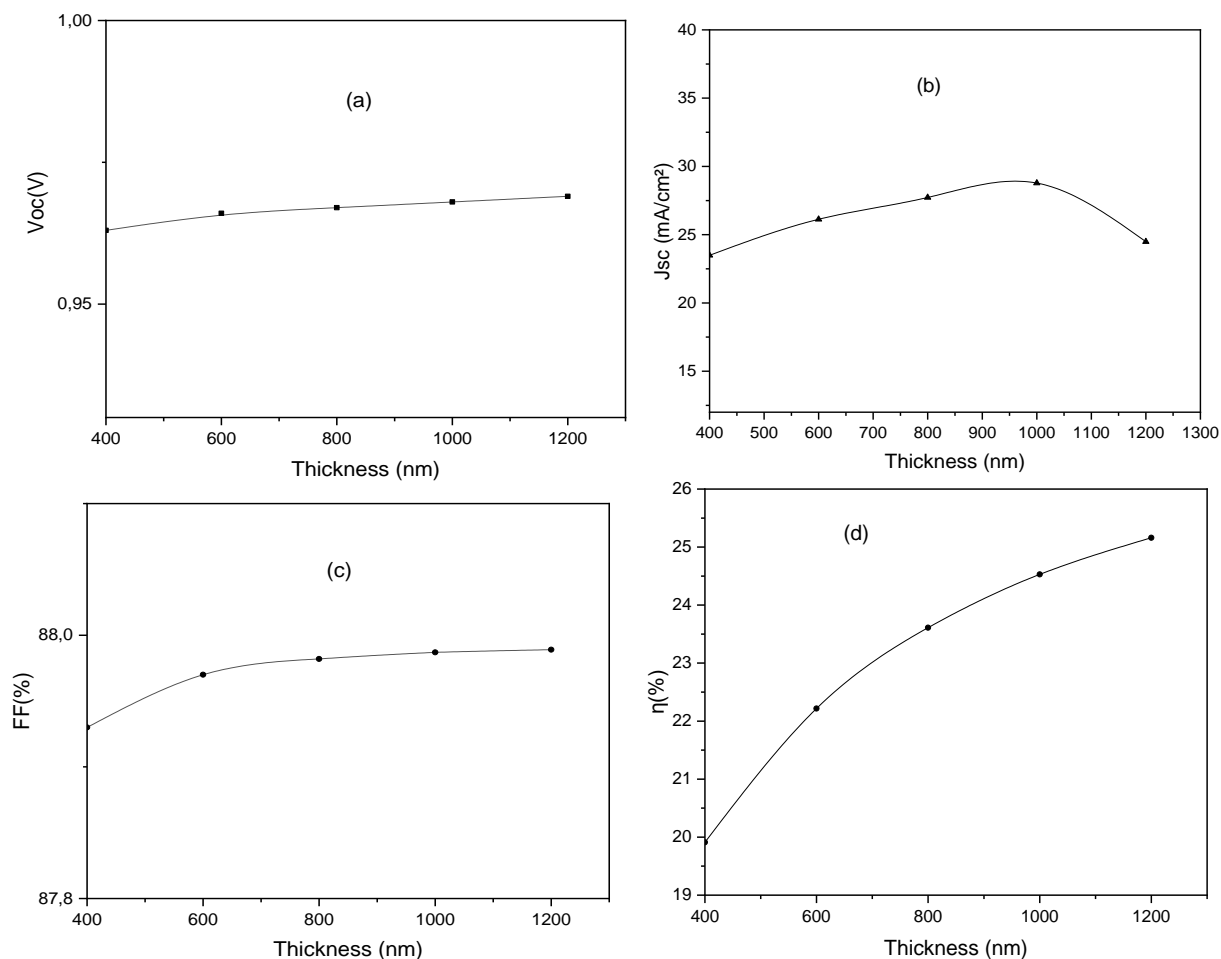 1,00
(a)
Voc(V)
0,95
400 600 800 1000 1200
Thickness (nm)
40
35
(b)
30
25
20
15
Jsc (mA/cm²)
400 500 600 700 800 900 1000 1100 1200 1300
Thickness (nm)
(c)
88,0
FF(%)
87,8
400 600 800 1000 1200
Thickness (nm)
26
(d)
25
24
23
22
21
20
19
η(%)
400 600 800 1000 1200
Thickness (nm)